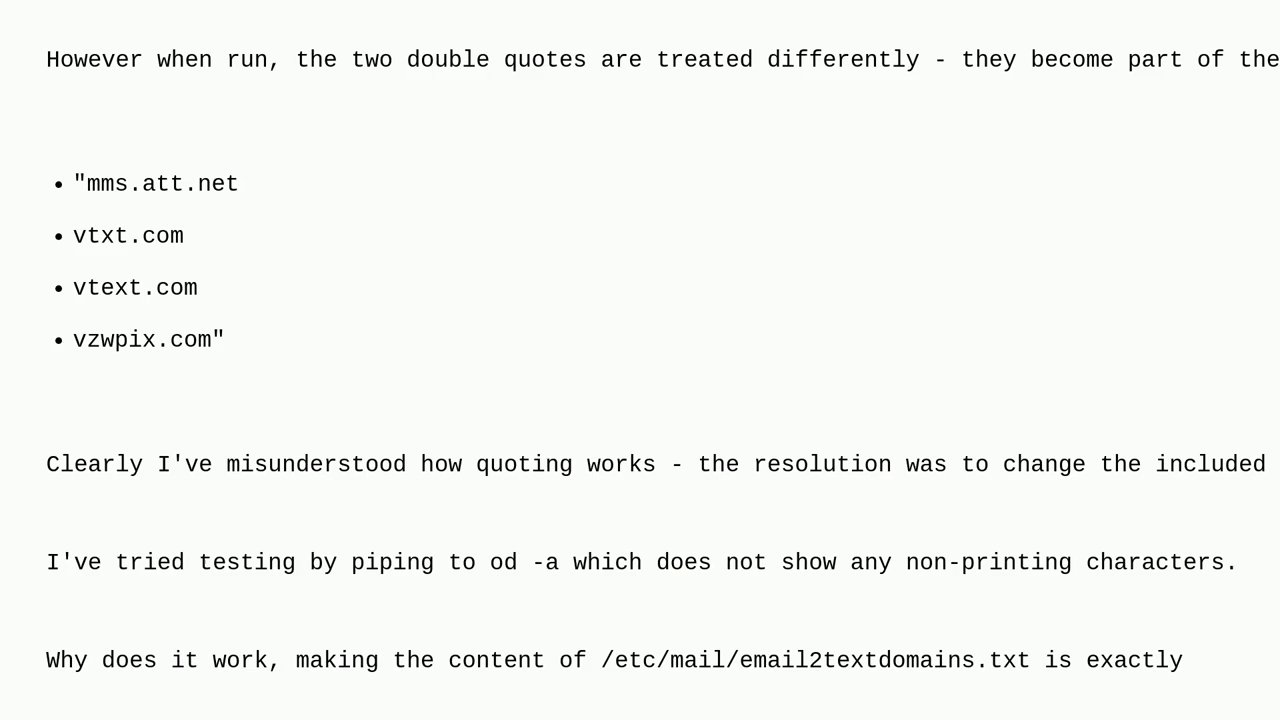 However when run, the two double quotes are treated differently - they become part of the
• "mms.att.net
• vtxt.com
• vtext.com
• vzwpix.com"
Clearly I've misunderstood how quoting works - the resolution was to change the included
I've tried testing by piping to od -a which does not show any non-printing characters.
Why does it work, making the content of /etc/mail/email2textdomains.txt is exactly